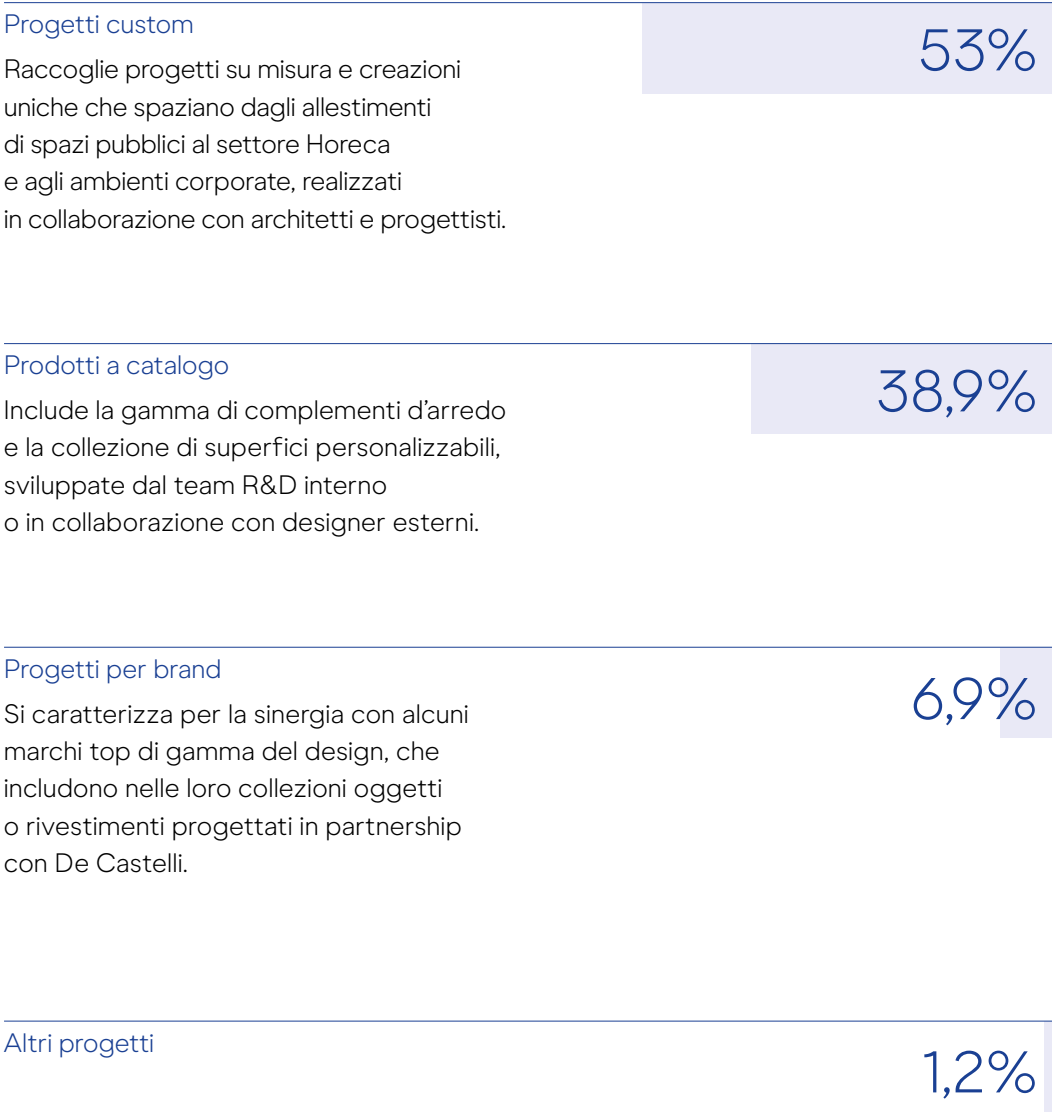 Progetti custom
53%
Raccoglie progetti su misura e creazioni
uniche che spaziano dagli allestimenti
di spazi pubblici al settore Horeca
e agli ambienti corporate, realizzati
in collaborazione con architetti e progettisti.
Prodotti a catalogo
38,9%
Include la gamma di complementi d’arredo
e la collezione di superfici personalizzabili,
sviluppate dal team R&D interno
o in collaborazione con designer esterni.
Progetti per brand
6,9%
Si caratterizza per la sinergia con alcuni
marchi top di gamma del design, che
includono nelle loro collezioni oggetti
o rivestimenti progettati in partnership
con De Castelli.
Altri progetti
1,2%